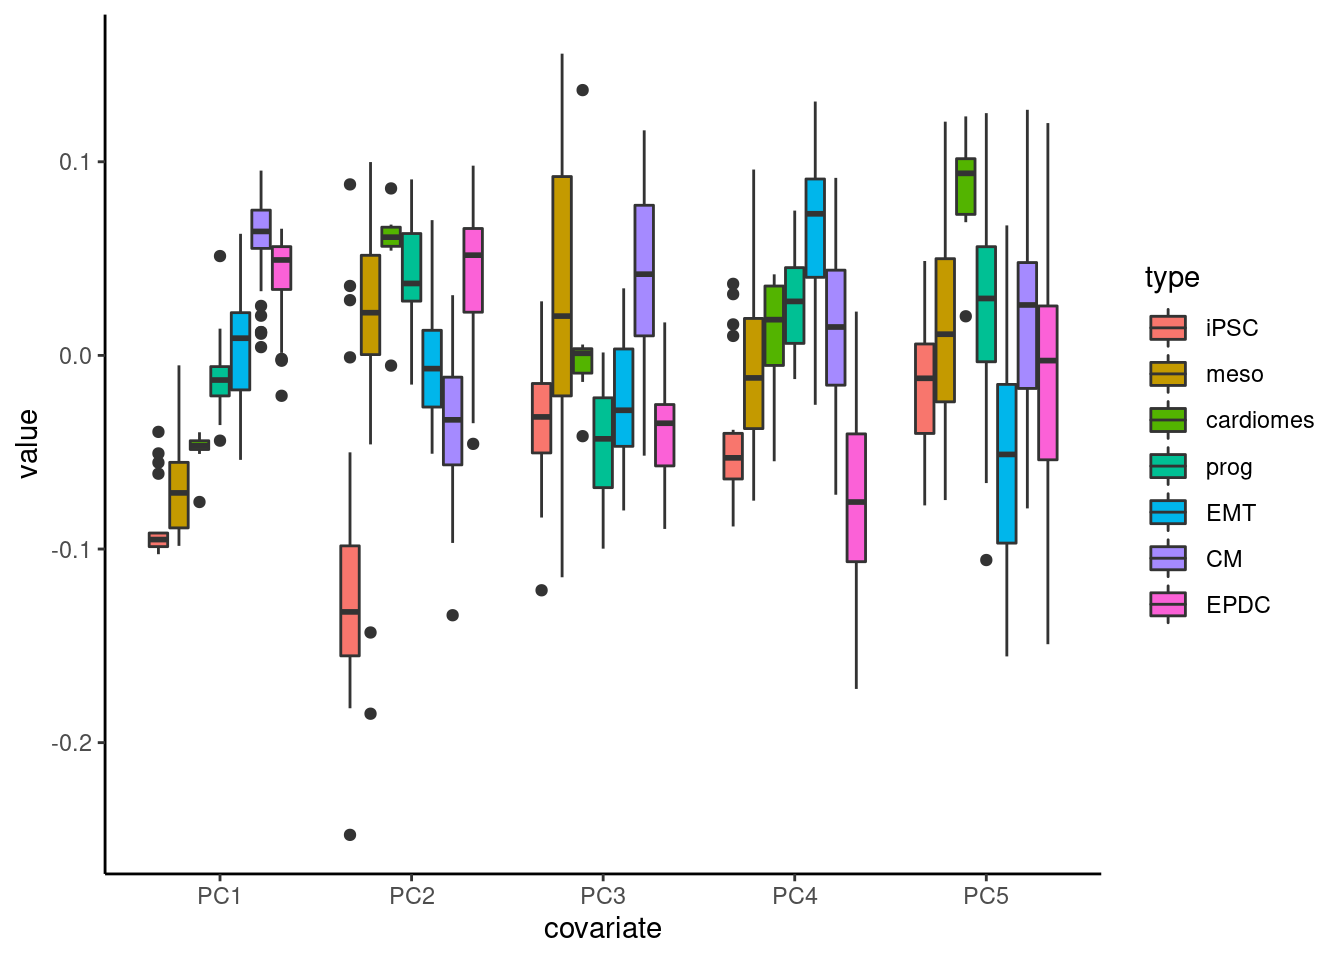 value
0.1
0.0
-0.1
-0.2
PC1 PC2 PC3 PC4 PC5
covariate
type
iPSC
meso
cardiomes
prog
EMT
CM
EPDC